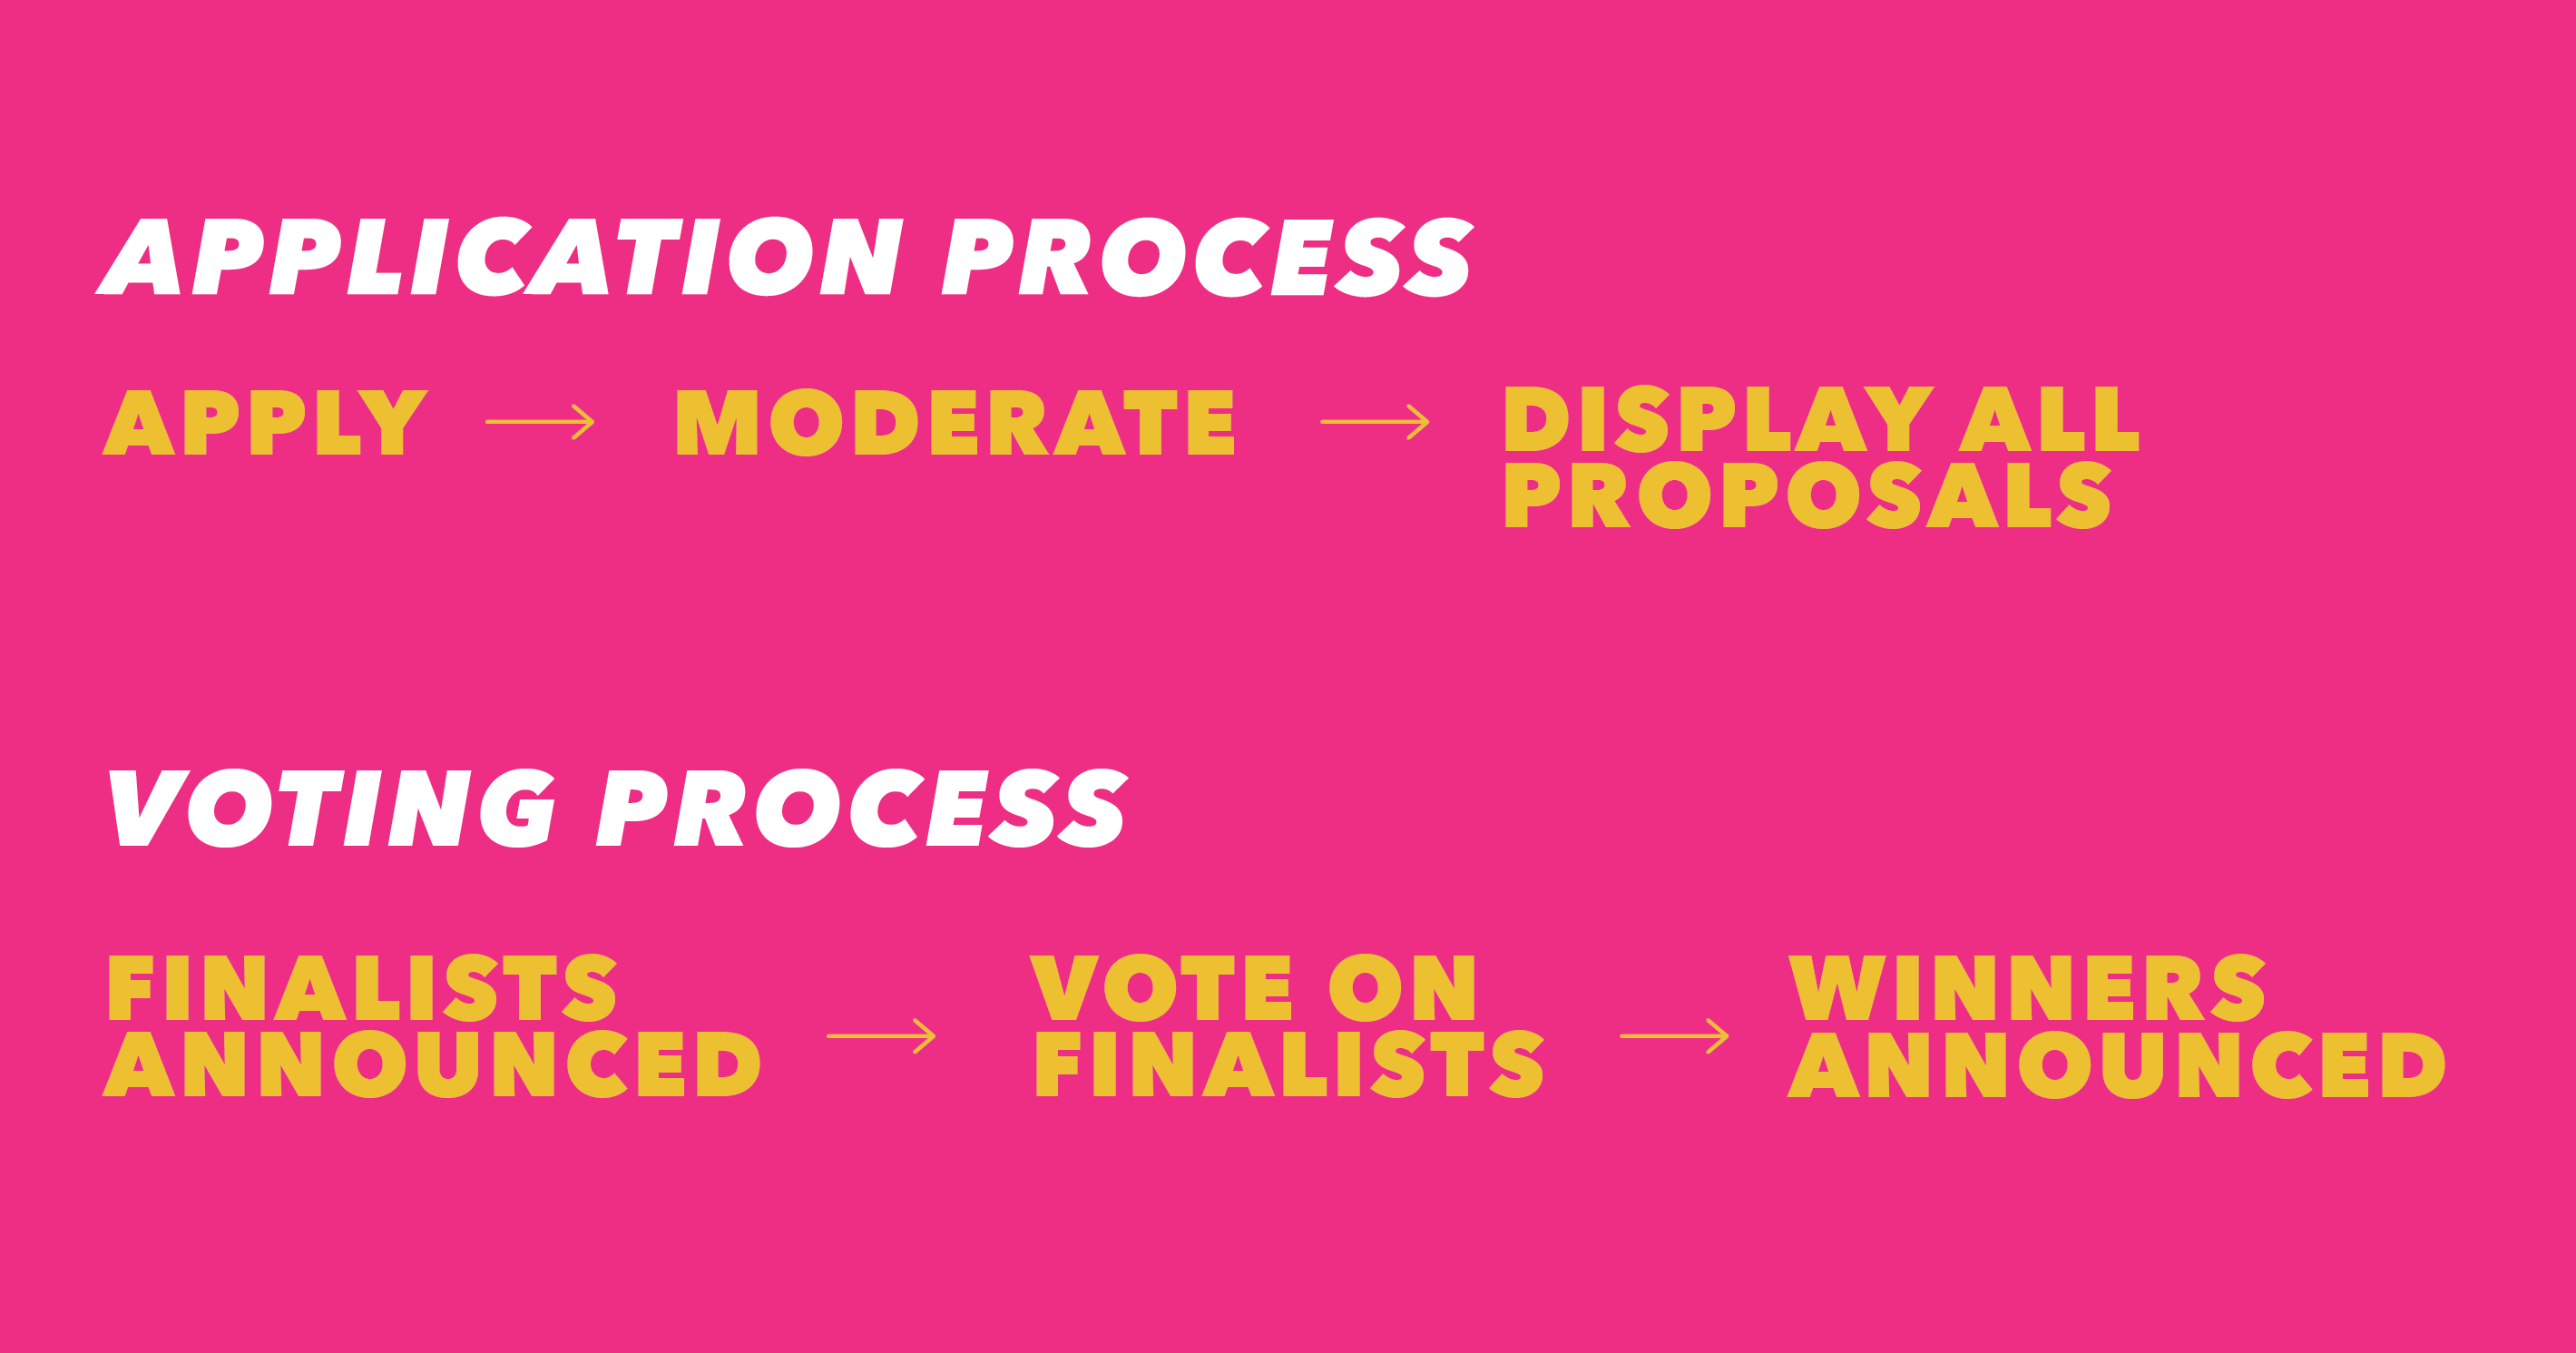 APPLICATION PROCESS
APPLY → MODERATE → DISPLAY ALL
PROPOSALS
VOTING PROCESS
FINALISTS
ANNOUNCED → VOTE ON
FINALISTS → WINNERS
ANNOUNCED